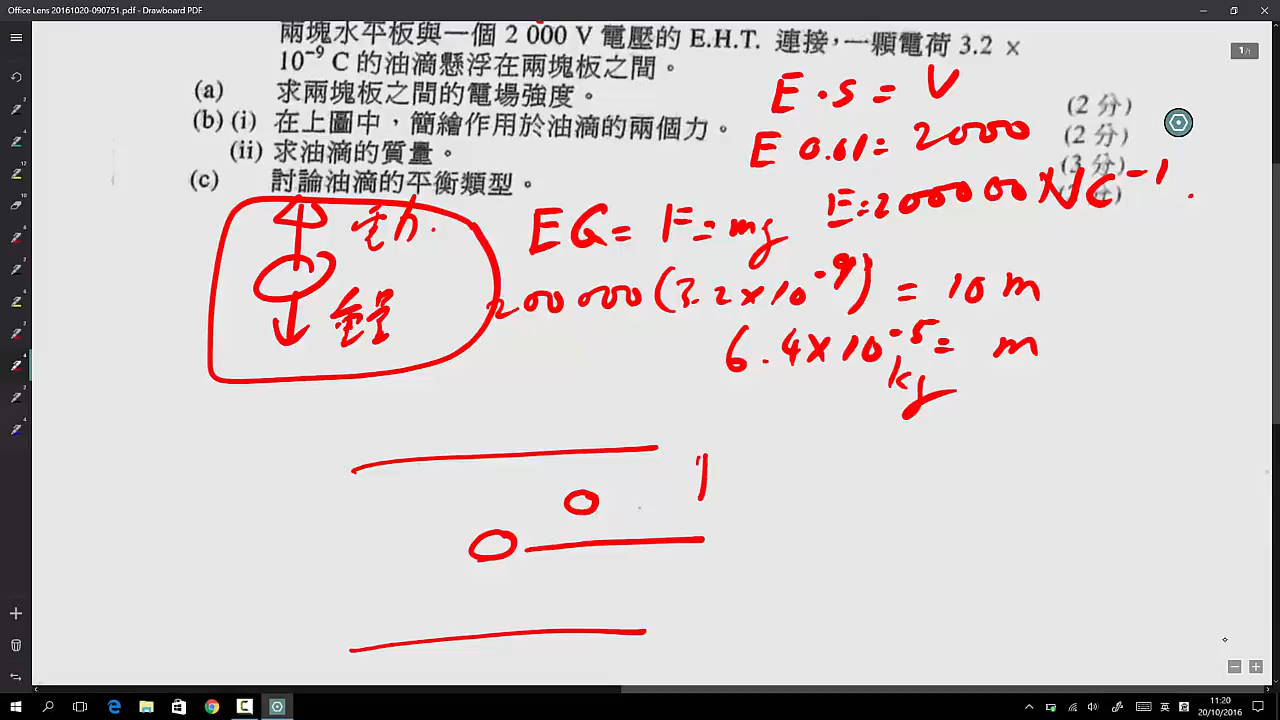 Office Lens 20161020-090751.pdf - Drawboard PDF
1/1
兩塊水平板與一個 2 000 V 電壓的 E.H.T. 連接，一顆電荷 3.2 ×
10⁻⁹ C 的油滴懸浮在兩塊板之間。
(a) 求兩塊板之間的電場強度。 (2 分)
(b) (i) 在上圖中，簡繪作用於油滴的兩個力。 (2 分)
(ii) 求油滴的質量。 (3 分)
(c) 討論油滴的平衡類型。
E · s = V
E 0.01 = 2000
E = 200000 NC⁻¹.
電力.
重量
EQ = F = mg
200000 (3.2 × 10⁻⁹) = 10 m
6.4 × 10⁻⁵ = m
kg
11:20
英
20/10/2016